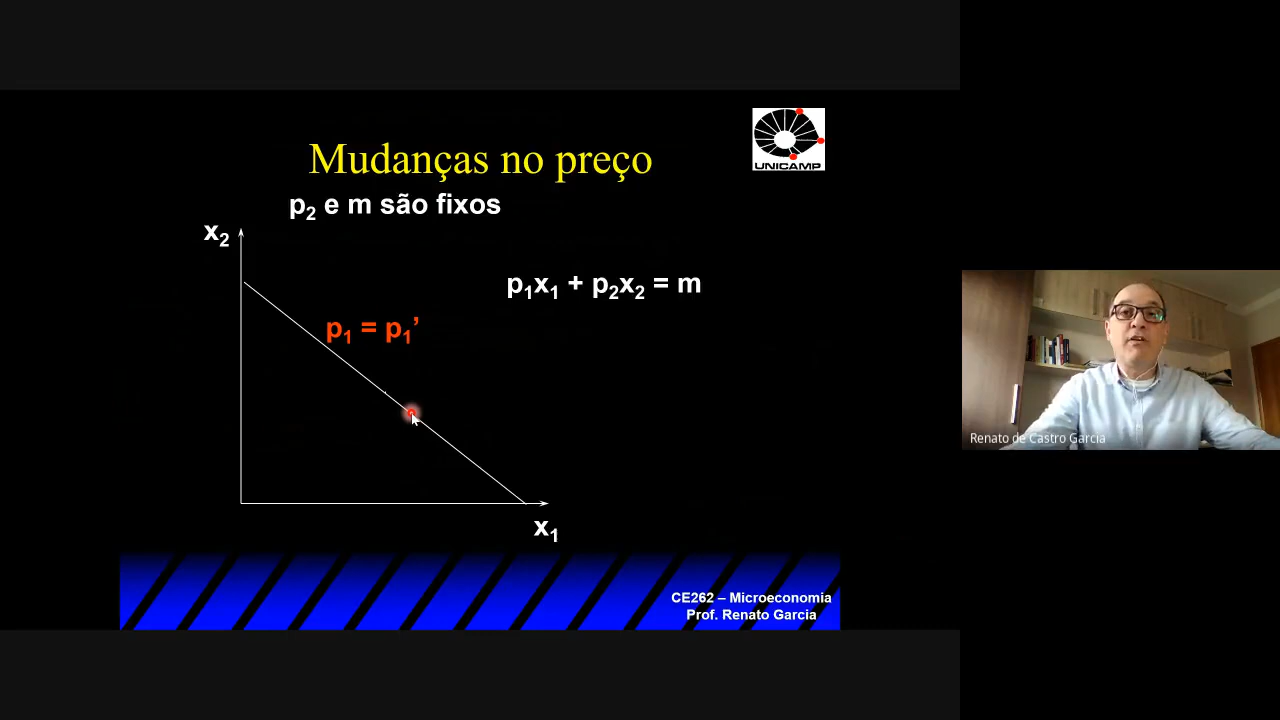 Mudanças no preço
UNICAMP
p₂ e m são fixos
x₂
p₁x₁ + p₂x₂ = m
p₁ = p₁’
x₁
Renato de Castro Garcia
CE262 – Microeconomia
Prof. Renato Garcia